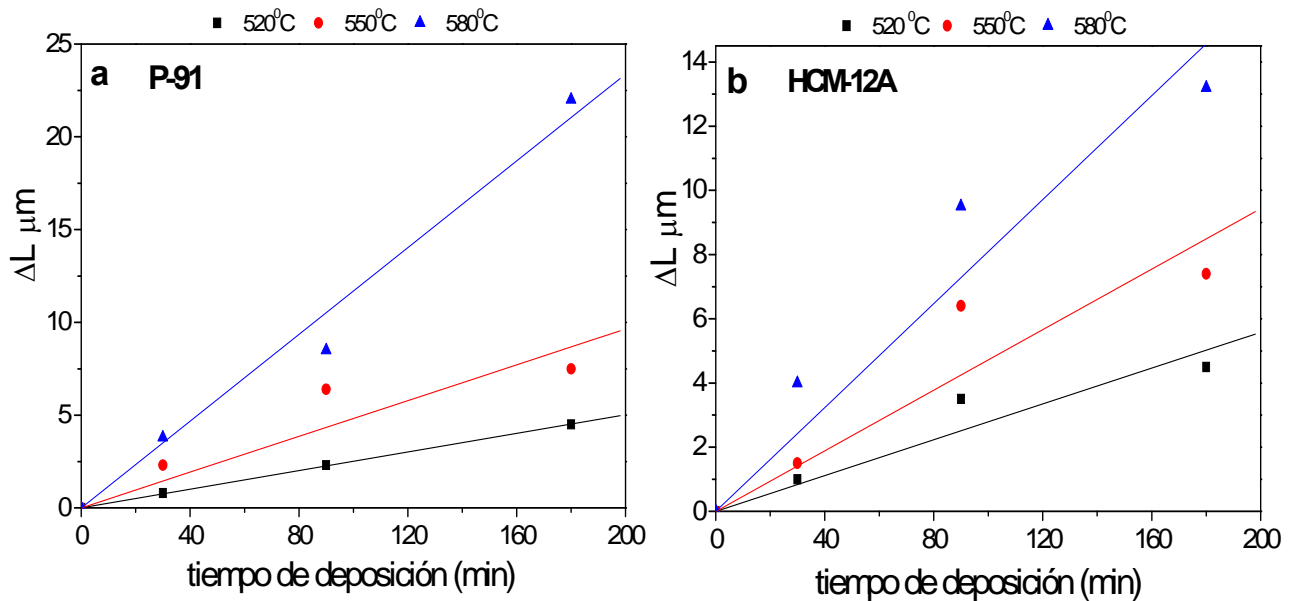 520⁰C 550⁰C 580⁰C
a P-91
25
20
15
10
5
0
ΔL μm
0 40 80 120 160 200
tiempo de deposición (min)
520⁰C 550⁰C 580⁰C
b HCM-12A
14
12
10
8
6
4
2
0
ΔL μm
0 40 80 120 160 200
tiempo de deposición (min)